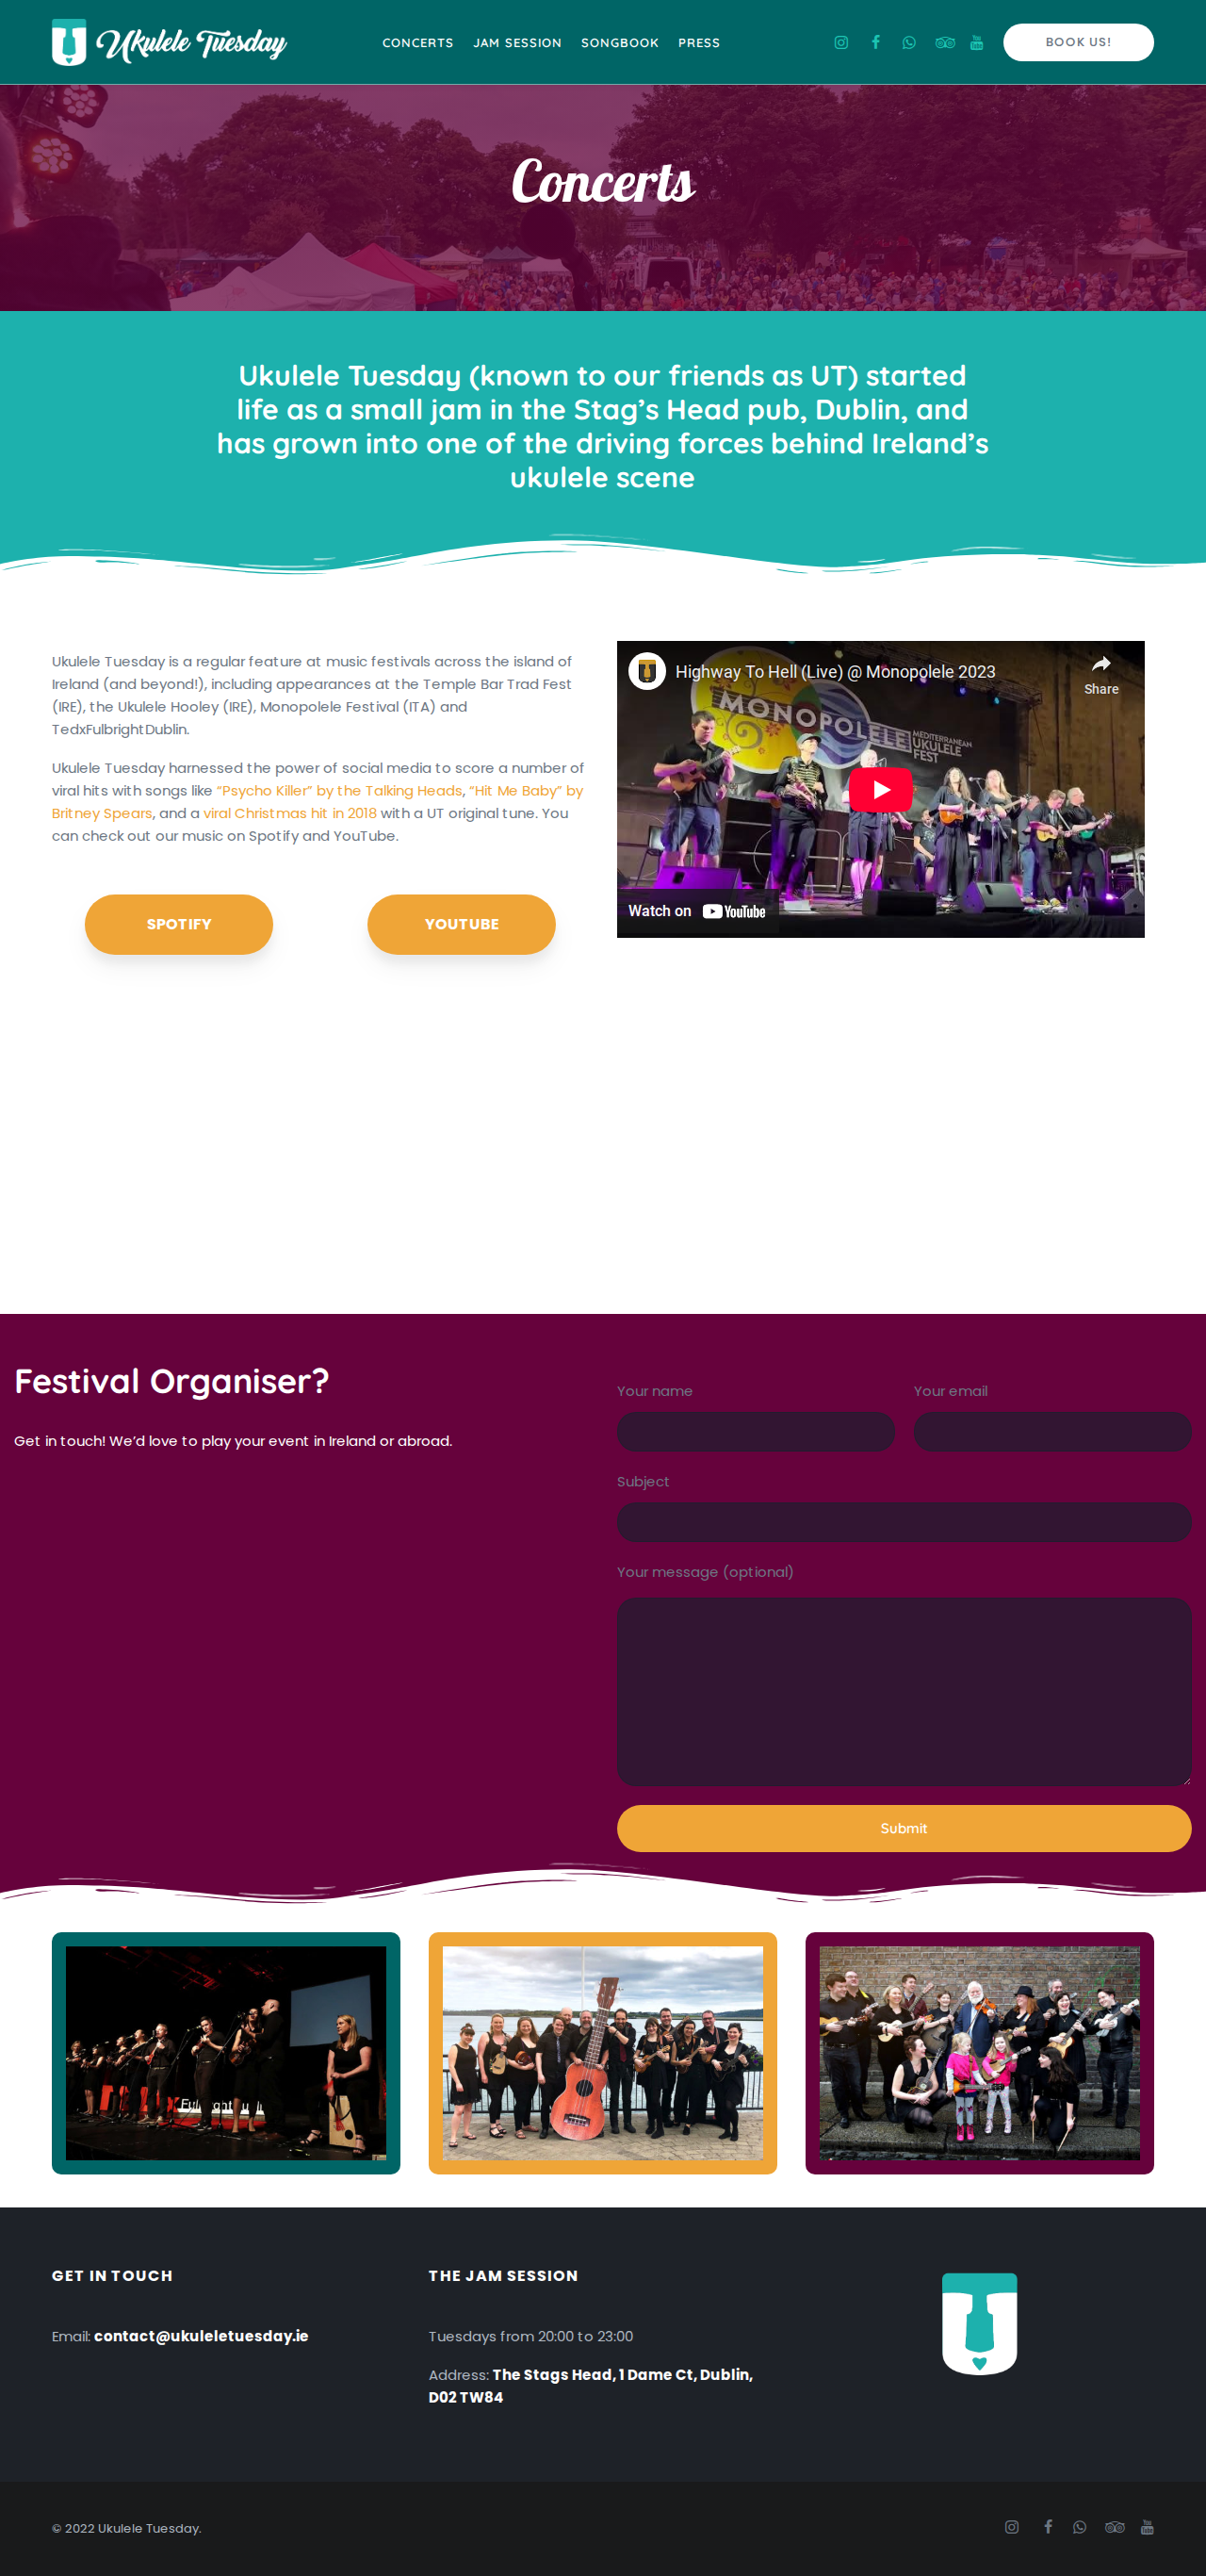 Ukulele Tuesday
CONCERTS JAM SESSION SONGBOOK PRESS
BOOK US!
Concerts
Ukulele Tuesday (known to our friends as UT) started
life as a small jam in the Stag’s Head pub, Dublin, and
has grown into one of the driving forces behind Ireland’s
ukulele scene
Ukulele Tuesday is a regular feature at music festivals across the island of
Ireland (and beyond!), including appearances at the Temple Bar Trad Fest
(IRE), the Ukulele Hooley (IRE), Monopolele Festival (ITA) and
TedxFulbrightDublin.
Ukulele Tuesday harnessed the power of social media to score a number of
viral hits with songs like “Psycho Killer” by the Talking Heads, “Hit Me Baby” by
Britney Spears, and a viral Christmas hit in 2018 with a UT original tune. You
can check out our music on Spotify and YouTube.
SPOTIFY
YOUTUBE
Highway To Hell (Live) @ Monopolele 2023
Share
MONOPOLELE
MEDITERRANEAN
UKULELE
FEST
Watch on YouTube
Festival Organiser?
Get in touch! We’d love to play your event in Ireland or abroad.
Your name
Your email
Subject
Your message (optional)
Submit
GET IN TOUCH
Email: contact@ukuleletuesday.ie
THE JAM SESSION
Tuesdays from 20:00 to 23:00
Address: The Stags Head, 1 Dame Ct, Dublin,
D02 TW84
© 2022 Ukulele Tuesday.